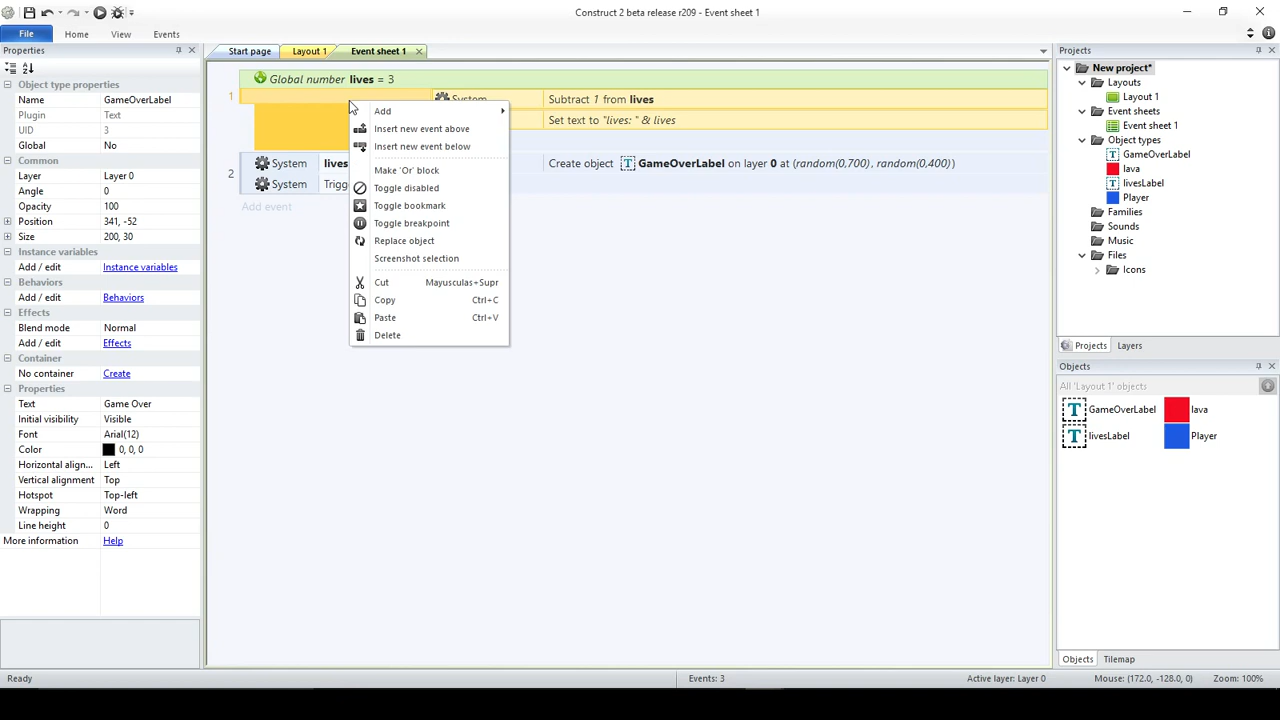 Construct 2 beta release r209 - Event sheet 1
File
Home
View
Events
Properties
Start page
Layout 1
Event sheet 1
Projects
Object type properties
Name GameOverLabel
Plugin Text
UID 3
Global No
Common
Layer Layer 0
Angle 0
Opacity 100
Position 341, -52
Size 200, 30
Instance variables
Add / edit Instance variables
Behaviors
Add / edit Behaviors
Effects
Blend mode Normal
Add / edit Effects
Container
No container Create
Properties
Text Game Over
Initial visibility Visible
Font Arial(12)
Color 0, 0, 0
Horizontal align... Left
Vertical alignment Top
Hotspot Top-left
Wrapping Word
Line height 0
More information Help
Global number lives = 3
1
System Subtract 1 from lives
Set text to "lives: " & lives
2
System lives Create object T GameOverLabel on layer 0 at (random(0,700), random(0,400))
System Trigg
Add event
Add
Insert new event above
Insert new event below
Make 'Or' block
Toggle disabled
Toggle bookmark
Toggle breakpoint
Replace object
Screenshot selection
Cut Mayusculas+Supr
Copy Ctrl+C
Paste Ctrl+V
Delete
New project*
Layouts
Layout 1
Event sheets
Event sheet 1
Object types
T GameOverLabel
lava
T livesLabel
Player
Families
Sounds
Music
Files
Icons
Projects
Layers
Objects
All 'Layout 1' objects
T GameOverLabel lava
T livesLabel Player
Objects
Tilemap
Ready
Events: 3
Active layer: Layer 0
Mouse: (172.0, -128.0, 0)
Zoom: 100%